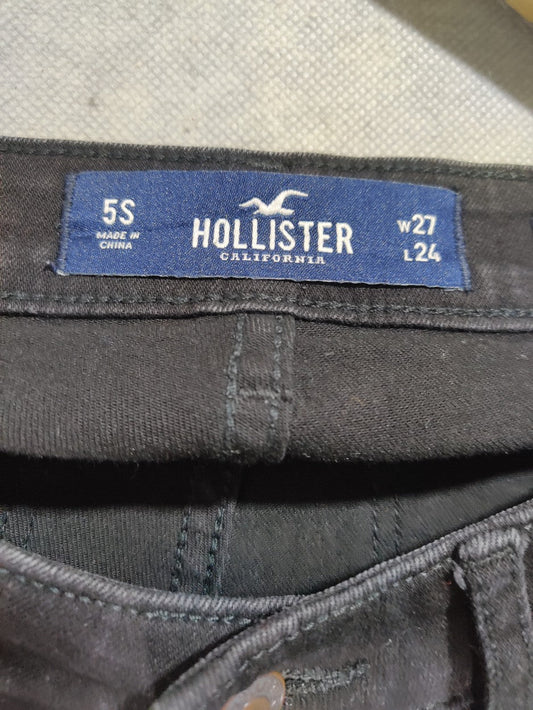 5S
MADE IN
CHINA
HOLLISTER
CALIFORNIA
W27
L24